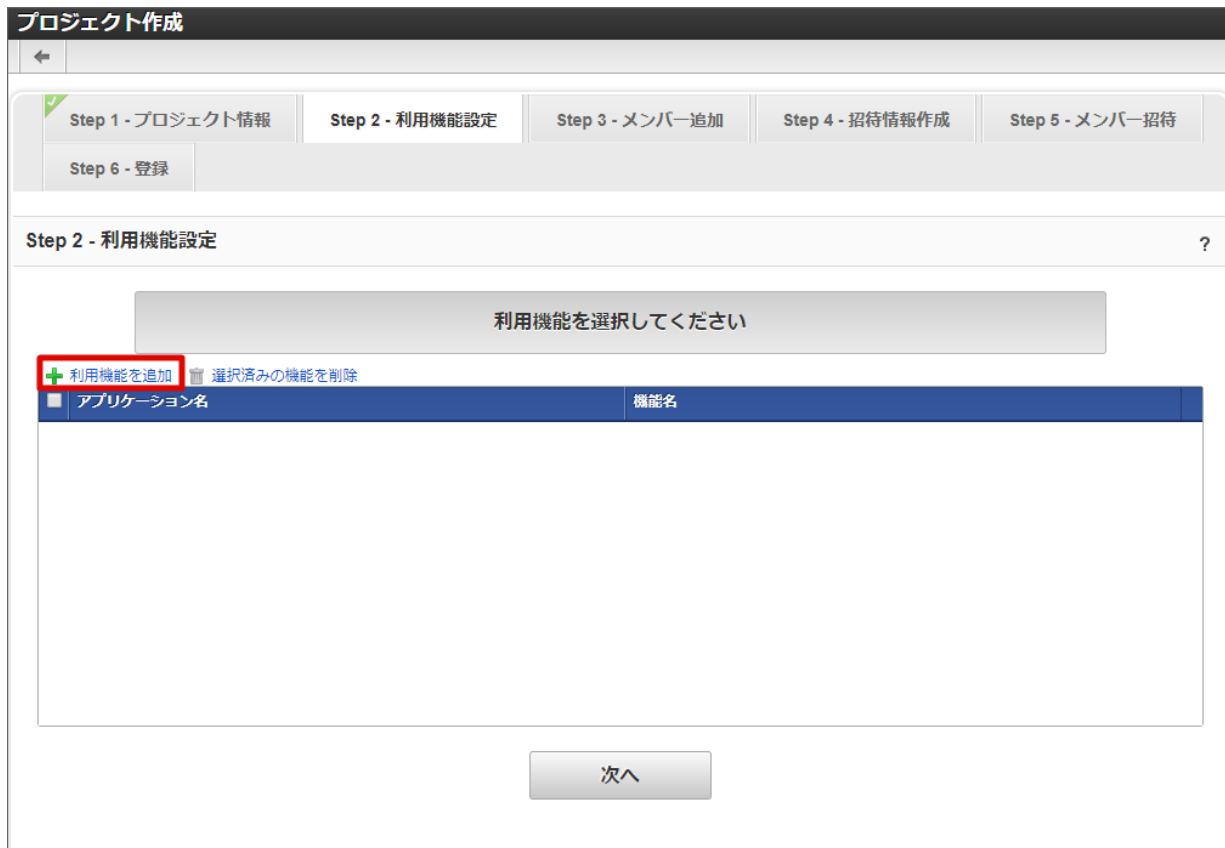 プロジェクト作成
Step 1 - プロジェクト情報
Step 2 - 利用機能設定
Step 3 - メンバー追加
Step 4 - 招待情報作成
Step 5 - メンバー招待
Step 6 - 登録
Step 2 - 利用機能設定 ?
利用機能を選択してください
利用機能を追加 選択済みの機能を削除
アプリケーション名 機能名
次へ